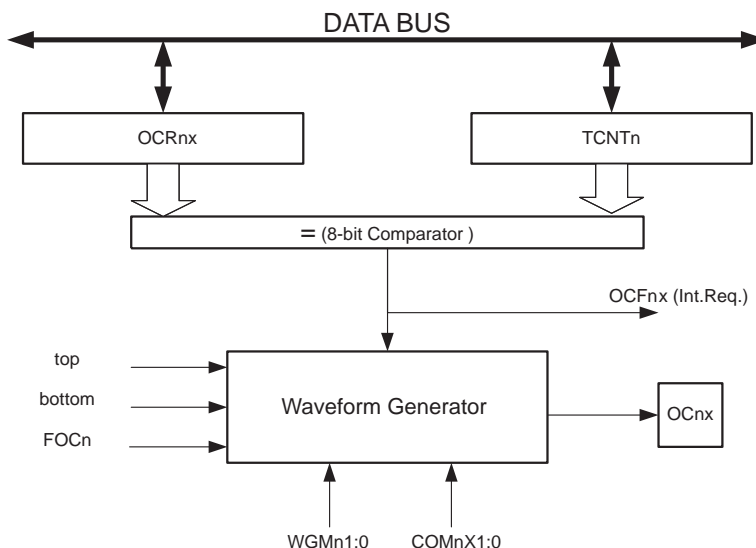 DATA BUS
OCRnx
TCNTn
= (8-bit Comparator )
OCFnx (Int.Req.)
top
bottom
FOCn
Waveform Generator
OCnx
WGMn1:0
COMnX1:0